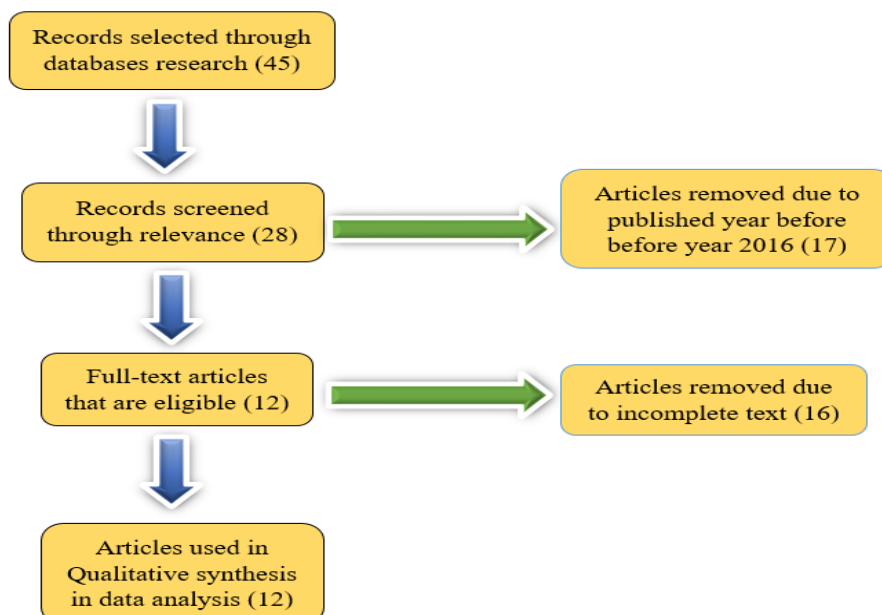 Records selected through
databases research (45)
Records screened
through relevance (28)
Articles removed due to
published year before
before year 2016 (17)
Full-text articles
that are eligible (12)
Articles removed due
to incomplete text (16)
Articles used in
Qualitative synthesis
in data analysis (12)